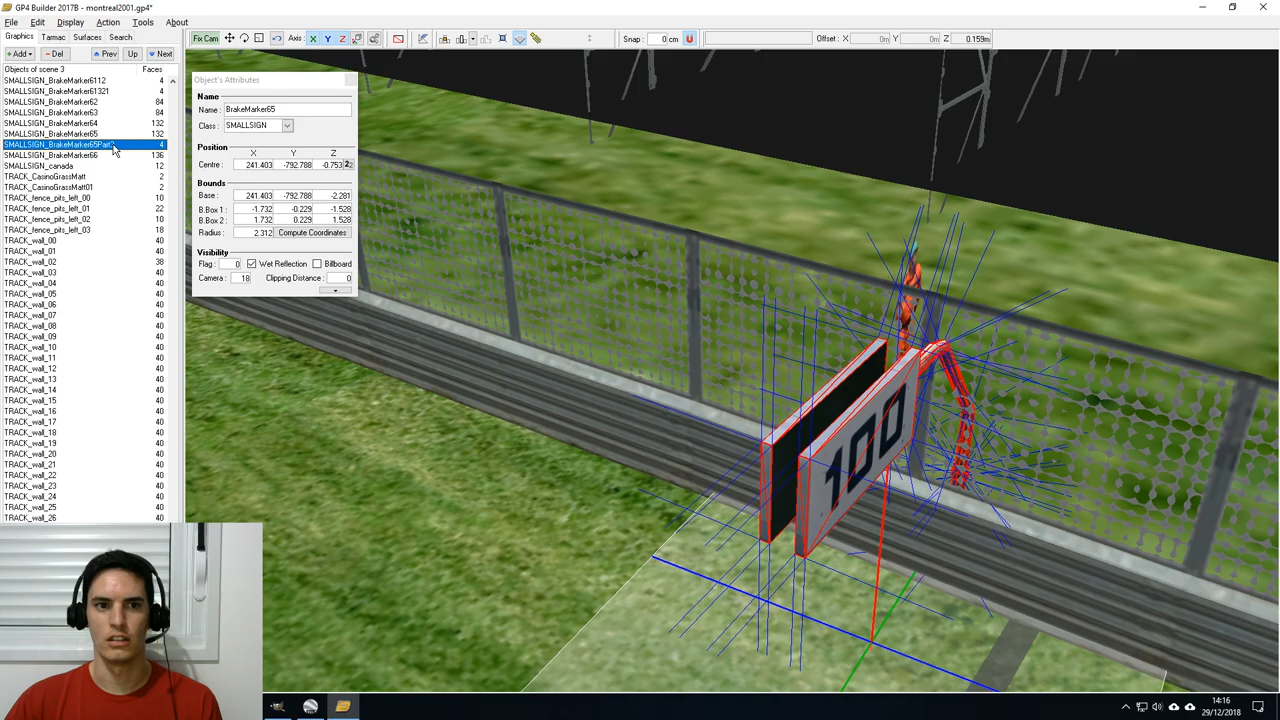 GP4 Builder 2017B - montreal2001.gp4*
File Edit Display Action Tools About
Graphics Tarmac Surfaces Search
Fix Cam Axis : X Y Z Snap : 0 cm Offset : X 0m Y 0m Z 0.159m
+ Add - Del Prev Up Next
Objects of scene 3 Faces
SMALLSIGN_BrakeMarker6112 4
SMALLSIGN_BrakeMarker61321 4
SMALLSIGN_BrakeMarker62 84
SMALLSIGN_BrakeMarker63 84
SMALLSIGN_BrakeMarker64 132
SMALLSIGN_BrakeMarker65 132
4
SMALLSIGN_BrakeMarker66 136
SMALLSIGN_canada 12
TRACK_CasinoGrassMatt 2
TRACK_CasinoGrassMatt01 2
TRACK_fence_pits_left_00 10
TRACK_fence_pits_left_01 22
TRACK_fence_pits_left_02 10
TRACK_fence_pits_left_03 18
TRACK_wall_00 40
TRACK_wall_01 40
TRACK_wall_02 38
TRACK_wall_03 40
TRACK_wall_04 40
TRACK_wall_05 40
TRACK_wall_06 40
TRACK_wall_07 40
TRACK_wall_08 40
TRACK_wall_09 40
TRACK_wall_10 40
TRACK_wall_11 40
TRACK_wall_12 40
TRACK_wall_13 40
TRACK_wall_14 40
TRACK_wall_15 40
TRACK_wall_16 40
TRACK_wall_17 40
TRACK_wall_18 40
TRACK_wall_19 40
TRACK_wall_20 40
TRACK_wall_21 40
TRACK_wall_22 40
TRACK_wall_23 40
TRACK_wall_24 40
TRACK_wall_25 40
TRACK_wall_26 40
Object's Attributes
Name
Name : BrakeMarker65
Class : SMALLSIGN
Position
X Y Z
Centre : 241.403 -792.788 -0.753
Bounds
Base : 241.403 -792.788 -2.281
B.Box 1 : -1.732 -0.229 -1.528
B.Box 2 : 1.732 0.229 1.528
Radius : 2.312 Compute Coordinates
Visibility
Flag : 0 Wet Reflection Billboard
Camera : 18 Clipping Distance : 0
100
14:16
29/12/2018